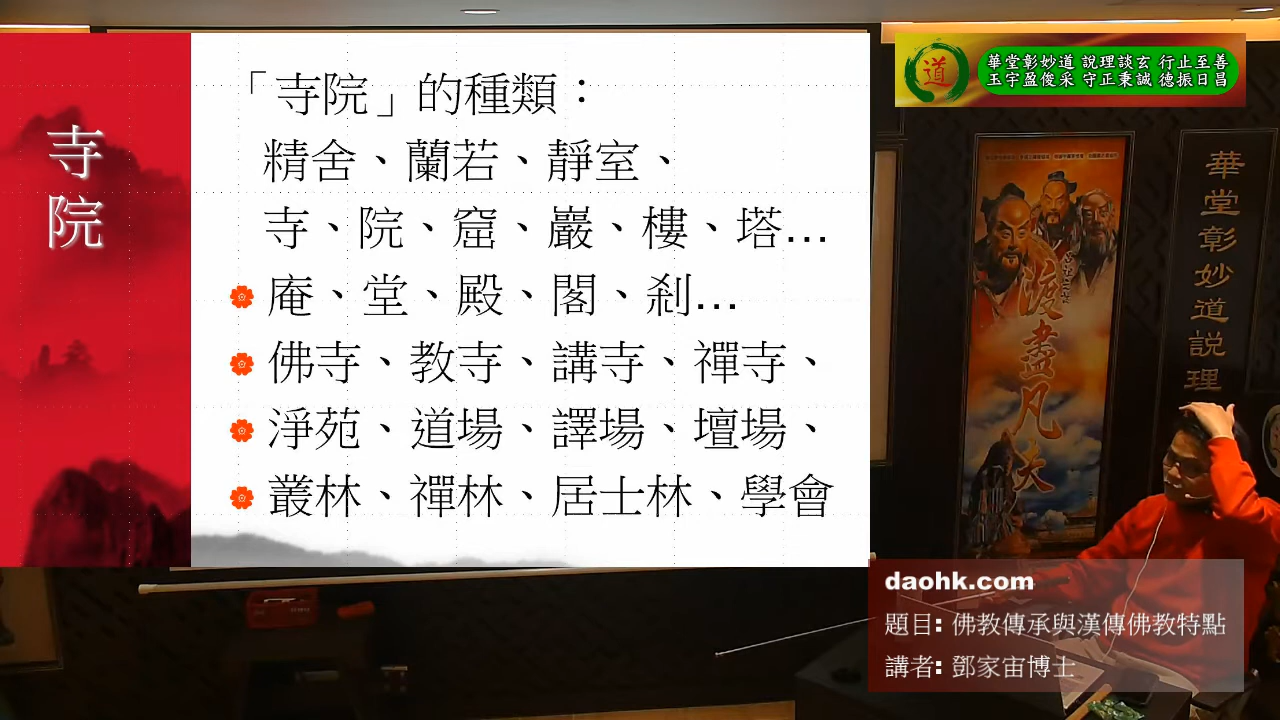 寺院
「寺院」的種類：
精舍、蘭若、靜室、
寺、院、窟、巖、樓、塔...
庵、堂、殿、閣、剎...
佛寺、教寺、講寺、禪寺、
淨苑、道場、譯場、壇場、
叢林、禪林、居士林、學會
道
華堂彰妙道 說理談玄 行止至善
玉宇盈俊采 守正秉誠 德振日昌
渡盡凡夫
華堂彰妙道説理
daohk.com
題目: 佛教傳承與漢傳佛教特點
講者: 鄧家宙博士